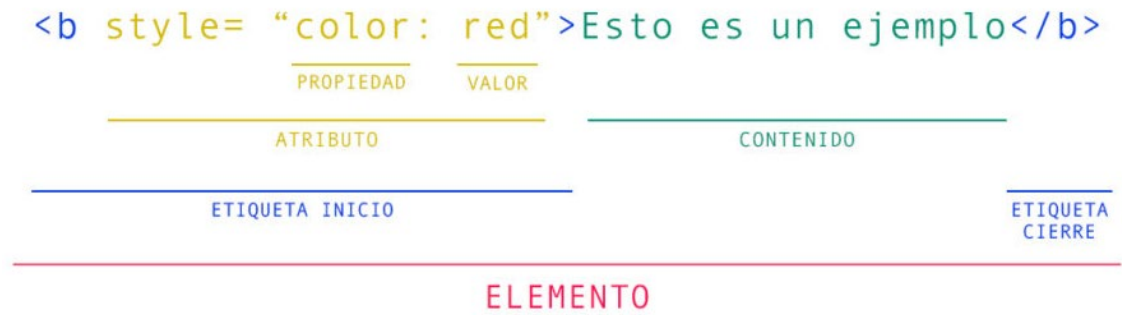 <b style= “color: red”>Esto es un ejemplo</b>
PROPIEDAD VALOR
ATRIBUTO CONTENIDO
ETIQUETA INICIO ETIQUETA
CIERRE
ELEMENTO